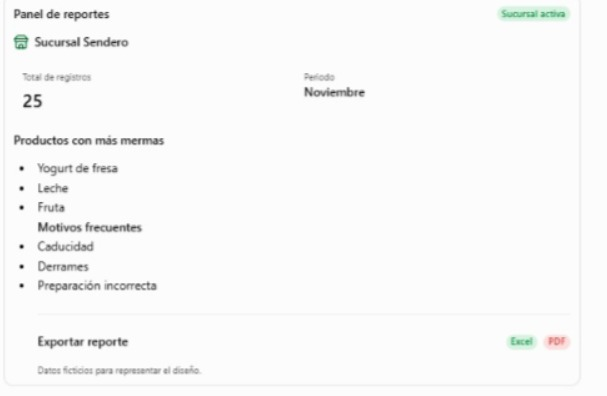 Panel de reportes Sucursal activa
Sucursal Sendero
Total de registros Periodo
25 Noviembre
Productos con más mermas
• Yogurt de fresa
• Leche
• Fruta
Motivos frecuentes
• Caducidad
• Derrames
• Preparación incorrecta
Exportar reporte Excel PDF
Datos ficticios para representar el diseño.